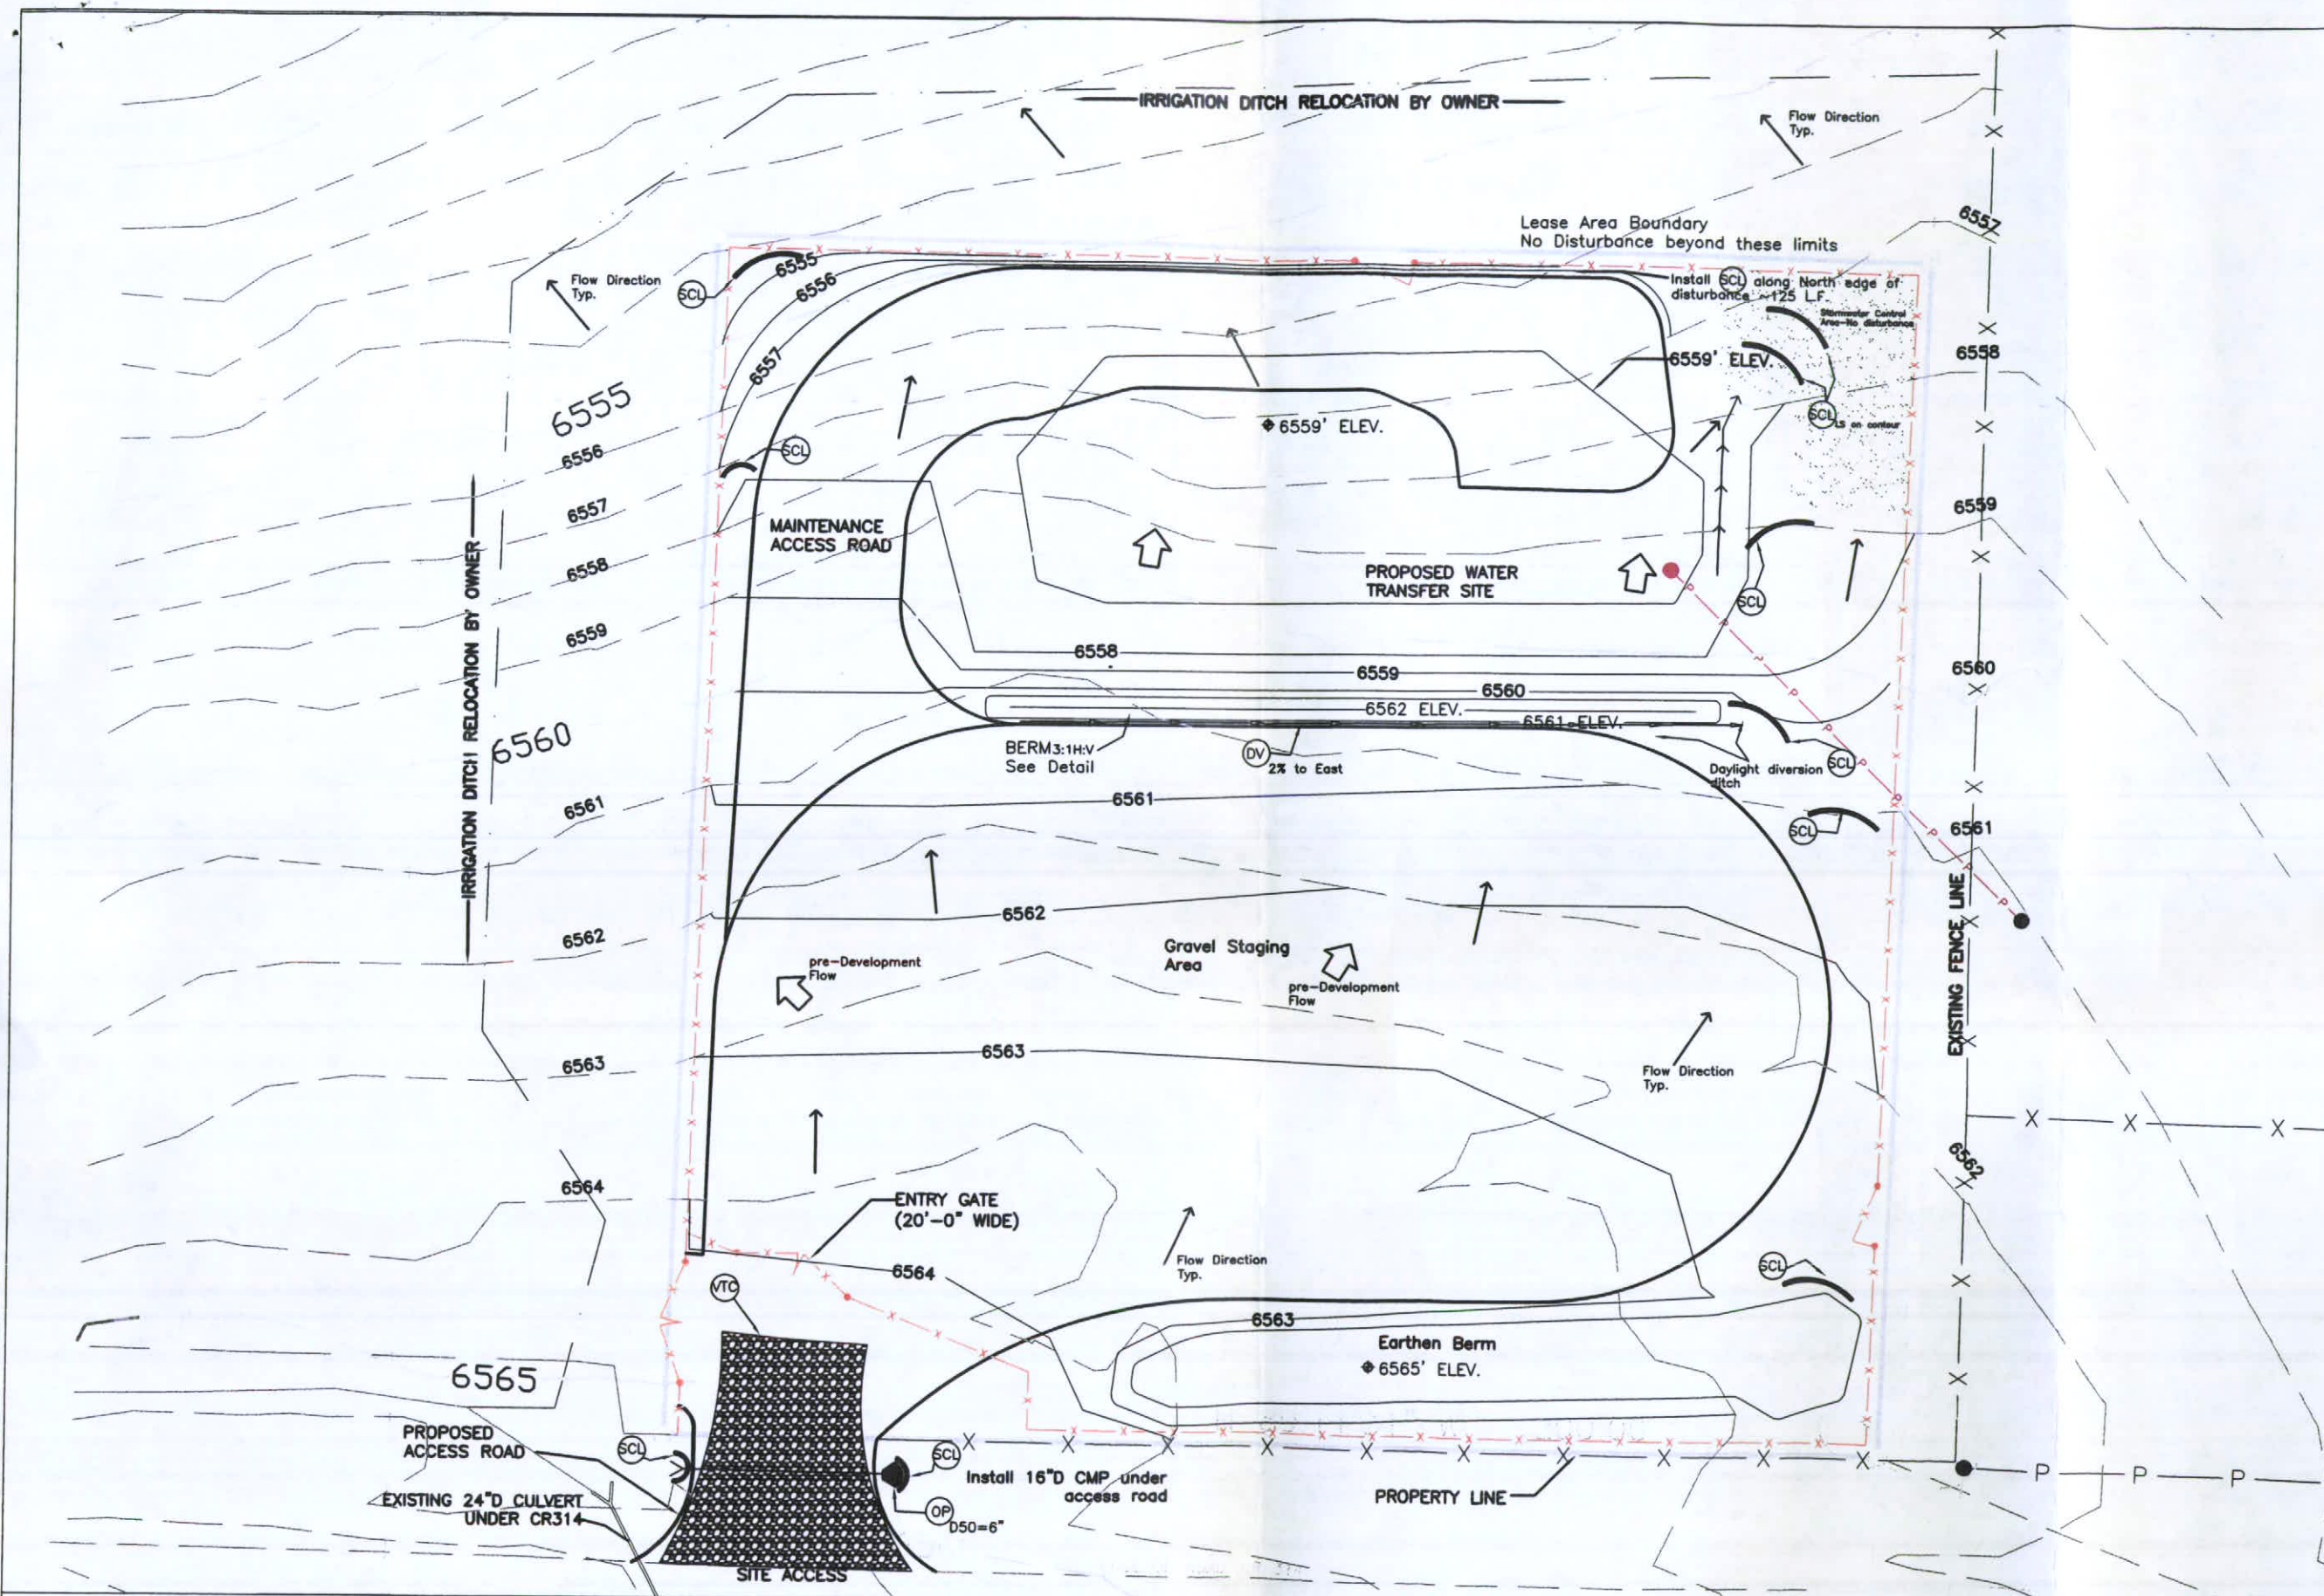 IRRIGATION DITCH RELOCATION BY OWNER
Flow Direction
Typ.
Lease Area Boundary
No Disturbance beyond these limits
6557
Flow Direction
Typ.
SCL
6555
6556
6557
Install SCL along North edge of
disturbance ~125 L.F.
Stormwater Control
Area-No disturbance
6559' ELEV.
6558
SCL
LS on contour
6555
6556
6557
6558
6559
SCL
6559' ELEV.
6559
MAINTENANCE
ACCESS ROAD
PROPOSED WATER
TRANSFER SITE
SCL
IRRIGATION DITCH RELOCATION BY OWNER
6558
6559
6560
6560
6562 ELEV.
6561 ELEV.
6560
BERM 3:1H:V
See Detail
DV
2% to East
Daylight diversion
ditch
SCL
6561
6561
SCL
6561
6562
6562
EXISTING FENCE LINE
Gravel Staging
Area
pre-Development
Flow
pre-Development
Flow
6563
6563
Flow Direction
Typ.
6562
6564
ENTRY GATE
(20'-0" WIDE)
6564
Flow Direction
Typ.
SCL
VTC
6563
Earthen Berm
6565' ELEV.
6565
PROPOSED
ACCESS ROAD
SCL
SCL
Install 16"D CMP under
access road
EXISTING 24"D CULVERT
UNDER CR314
OP
D50=6"
PROPERTY LINE
P P P
SITE ACCESS